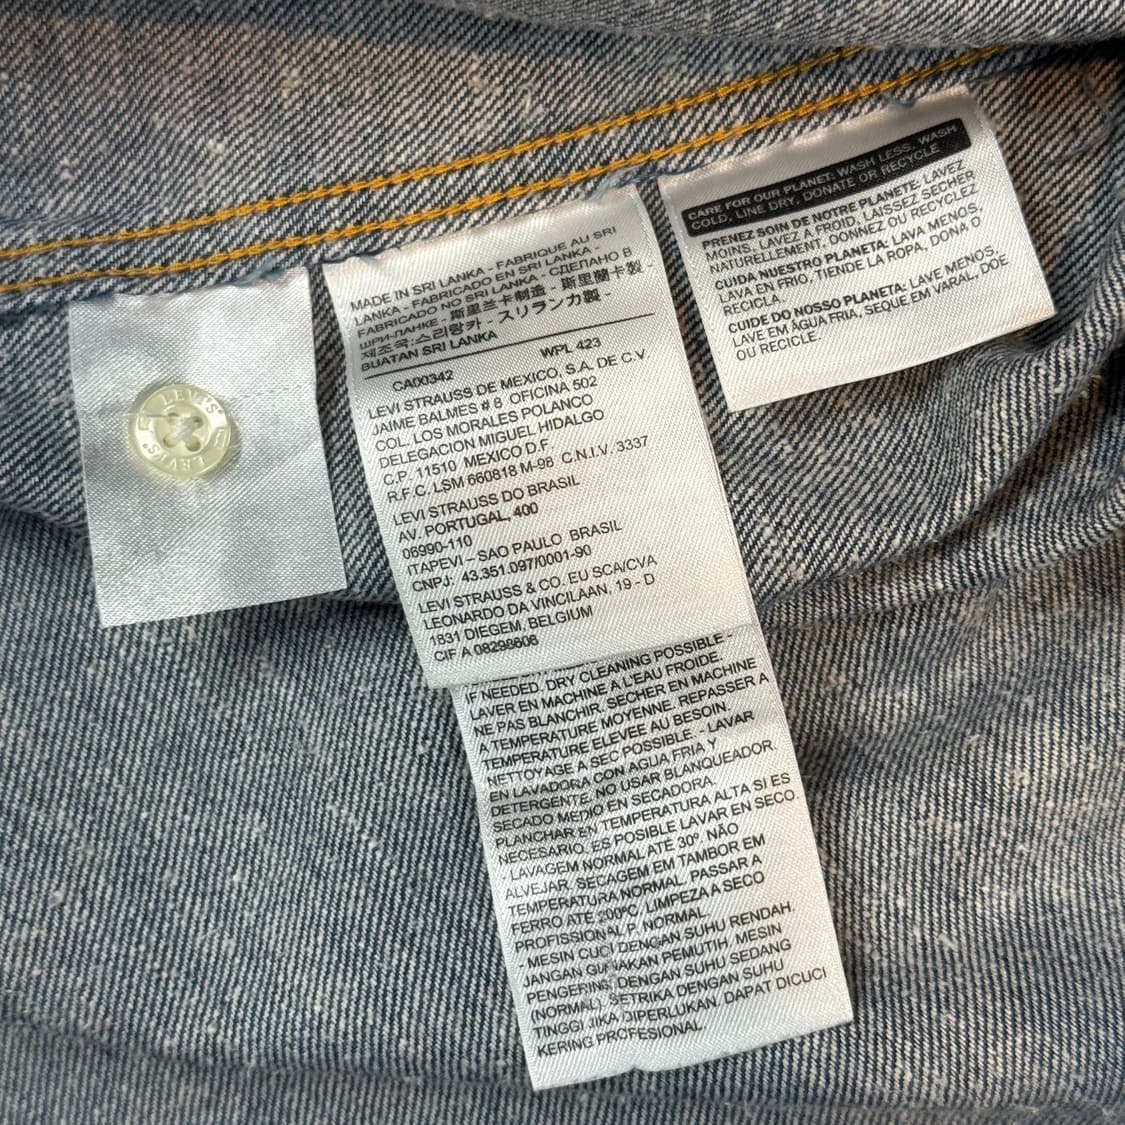 LEVI'S
LEVI'S
MADE IN SRI LANKA - FABRIQUE AU SRI
LANKA - FABRICADO EN SRI LANKA -
FABRICADO NO SRI LANKA - СДЕЛАНО В
ШРИ-ЛАНКЕ - 斯里兰卡制造 - 斯里蘭卡製 -
제조국:스리랑카 - スリランカ製 -
BUATAN SRI LANKA
WPL 423
CA00342
LEVI STRAUSS DE MEXICO, S.A. DE C.V.
JAIME BALMES # 8 OFICINA 502
COL. LOS MORALES POLANCO
DELEGACION MIGUEL HIDALGO
C.P. 11510 MEXICO D.F.
R.F.C. LSM 660818 M-98 C.N.I.V. 3337
LEVI STRAUSS DO BRASIL
AV. PORTUGAL, 400
06990-110
ITAPEVI – SAO PAULO BRASIL
CNPJ: 43.351.097/0001-90
LEVI STRAUSS & CO. EU SCA/CVA
LEONARDO DA VINCILAAN, 19 - D
1831 DIEGEM, BELGIUM
CIF A 08298606
IF NEEDED. DRY CLEANING POSSIBLE -
LAVER EN MACHINE A L'EAU FROIDE.
NE PAS BLANCHIR. SECHER EN MACHINE
A TEMPERATURE MOYENNE. REPASSER A
TEMPERATURE ELEVEE AU BESOIN.
NETTOYAGE A SEC POSSIBLE. - LAVAR
EN LAVADORA CON AGUA FRIA Y
DETERGENTE, NO USAR BLANQUEADOR.
SECADO MEDIO EN SECADORA.
PLANCHAR EN TEMPERATURA ALTA SI ES
NECESARIO, ES POSIBLE LAVAR EN SECO.
- LAVAGEM NORMAL ATÉ 30º. NÃO
ALVEJAR. SECAGEM EM TAMBOR EM
TEMPERATURA NORMAL. PASSAR A
FERRO ATE 200ºC. LIMPEZA A SECO
PROFISSIONAL P. NORMAL.
- MESIN CUCI DENGAN SUHU RENDAH.
JANGAN GUNAKAN PEMUTIH. MESIN
PENGERING DENGAN SUHU SEDANG
(NORMAL). SETRIKA DENGAN SUHU
TINGGI JIKA DIPERLUKAN. DAPAT DICUCI
KERING PROFESIONAL.
CARE FOR OUR PLANET: WASH LESS, WASH
COLD, LINE DRY, DONATE OR RECYCLE.
PRENEZ SOIN DE NOTRE PLANETE: LAVEZ
MOINS, LAVEZ A FROID, LAISSEZ SECHER
NATURELLEMENT, DONNEZ OU RECYCLEZ.
CUIDA NUESTRO PLANETA: LAVA MENOS,
LAVA EN FRIO, TIENDE LA ROPA, DONA O
RECICLA.
CUIDE DO NOSSO PLANETA: LAVE MENOS,
LAVE EM ÁGUA FRIA, SEQUE EM VARAL, DOE
OU RECICLE.